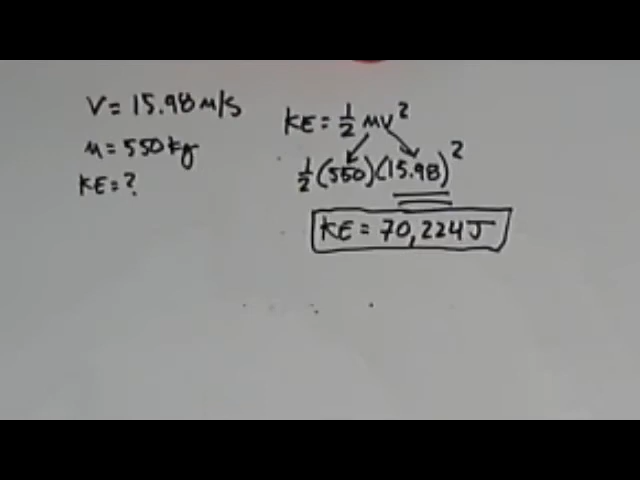 V = 15.98 m/s
m = 550 kg
KE = ?
KE = 1/2 mv²
1/2 (550)(15.98)²
KE = 70,224 J